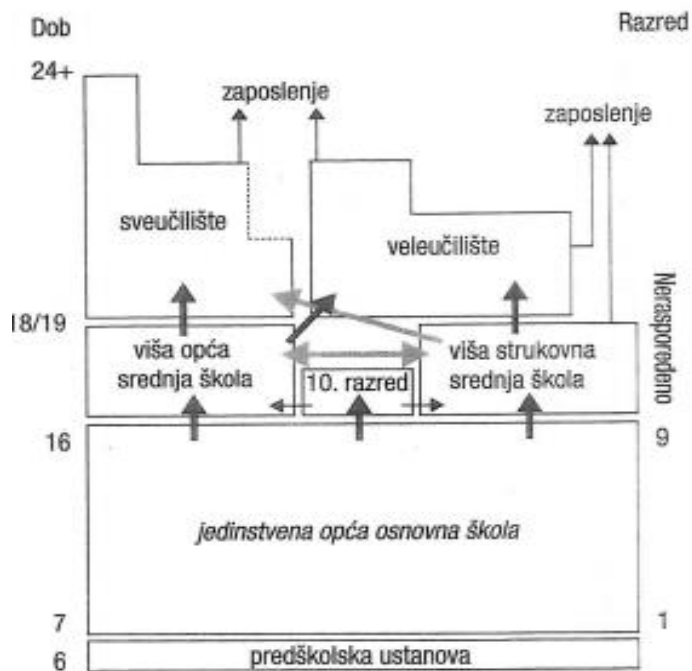 Dob
Razred
24+
zaposlenje
zaposlenje
sveučilište
veleučilište
18/19
Neraspoređeno
viša opća
srednja škola
10. razred
viša strukovna
srednja škola
16
9
jedinstvena opća osnovna škola
7
1
6
predškolska ustanova